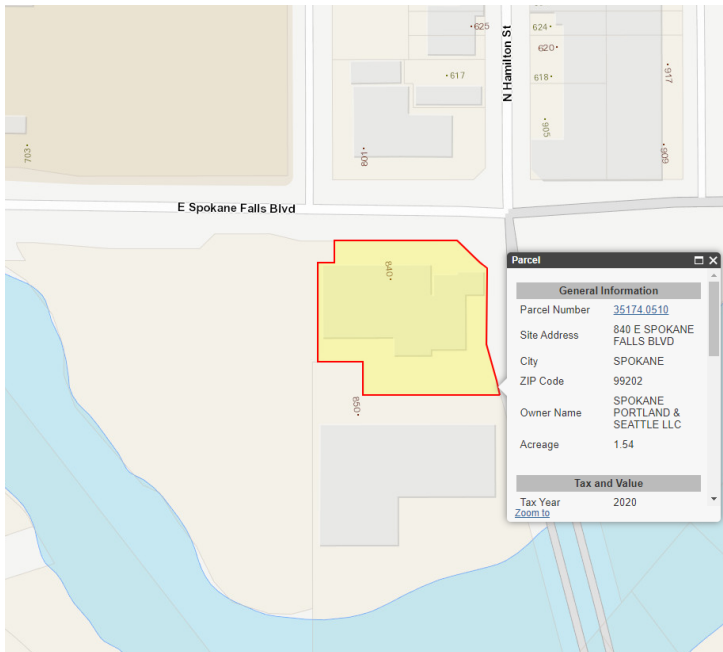 625
624
620
617
618
917
N Hamilton St
905
801
909
703
E Spokane Falls Blvd
840
850
Parcel
General Information
Parcel Number 35174.0510
Site Address 840 E SPOKANE
FALLS BLVD
City SPOKANE
ZIP Code 99202
Owner Name SPOKANE
PORTLAND &
SEATTLE LLC
Acreage 1.54
Tax and Value
Tax Year 2020
Zoom to